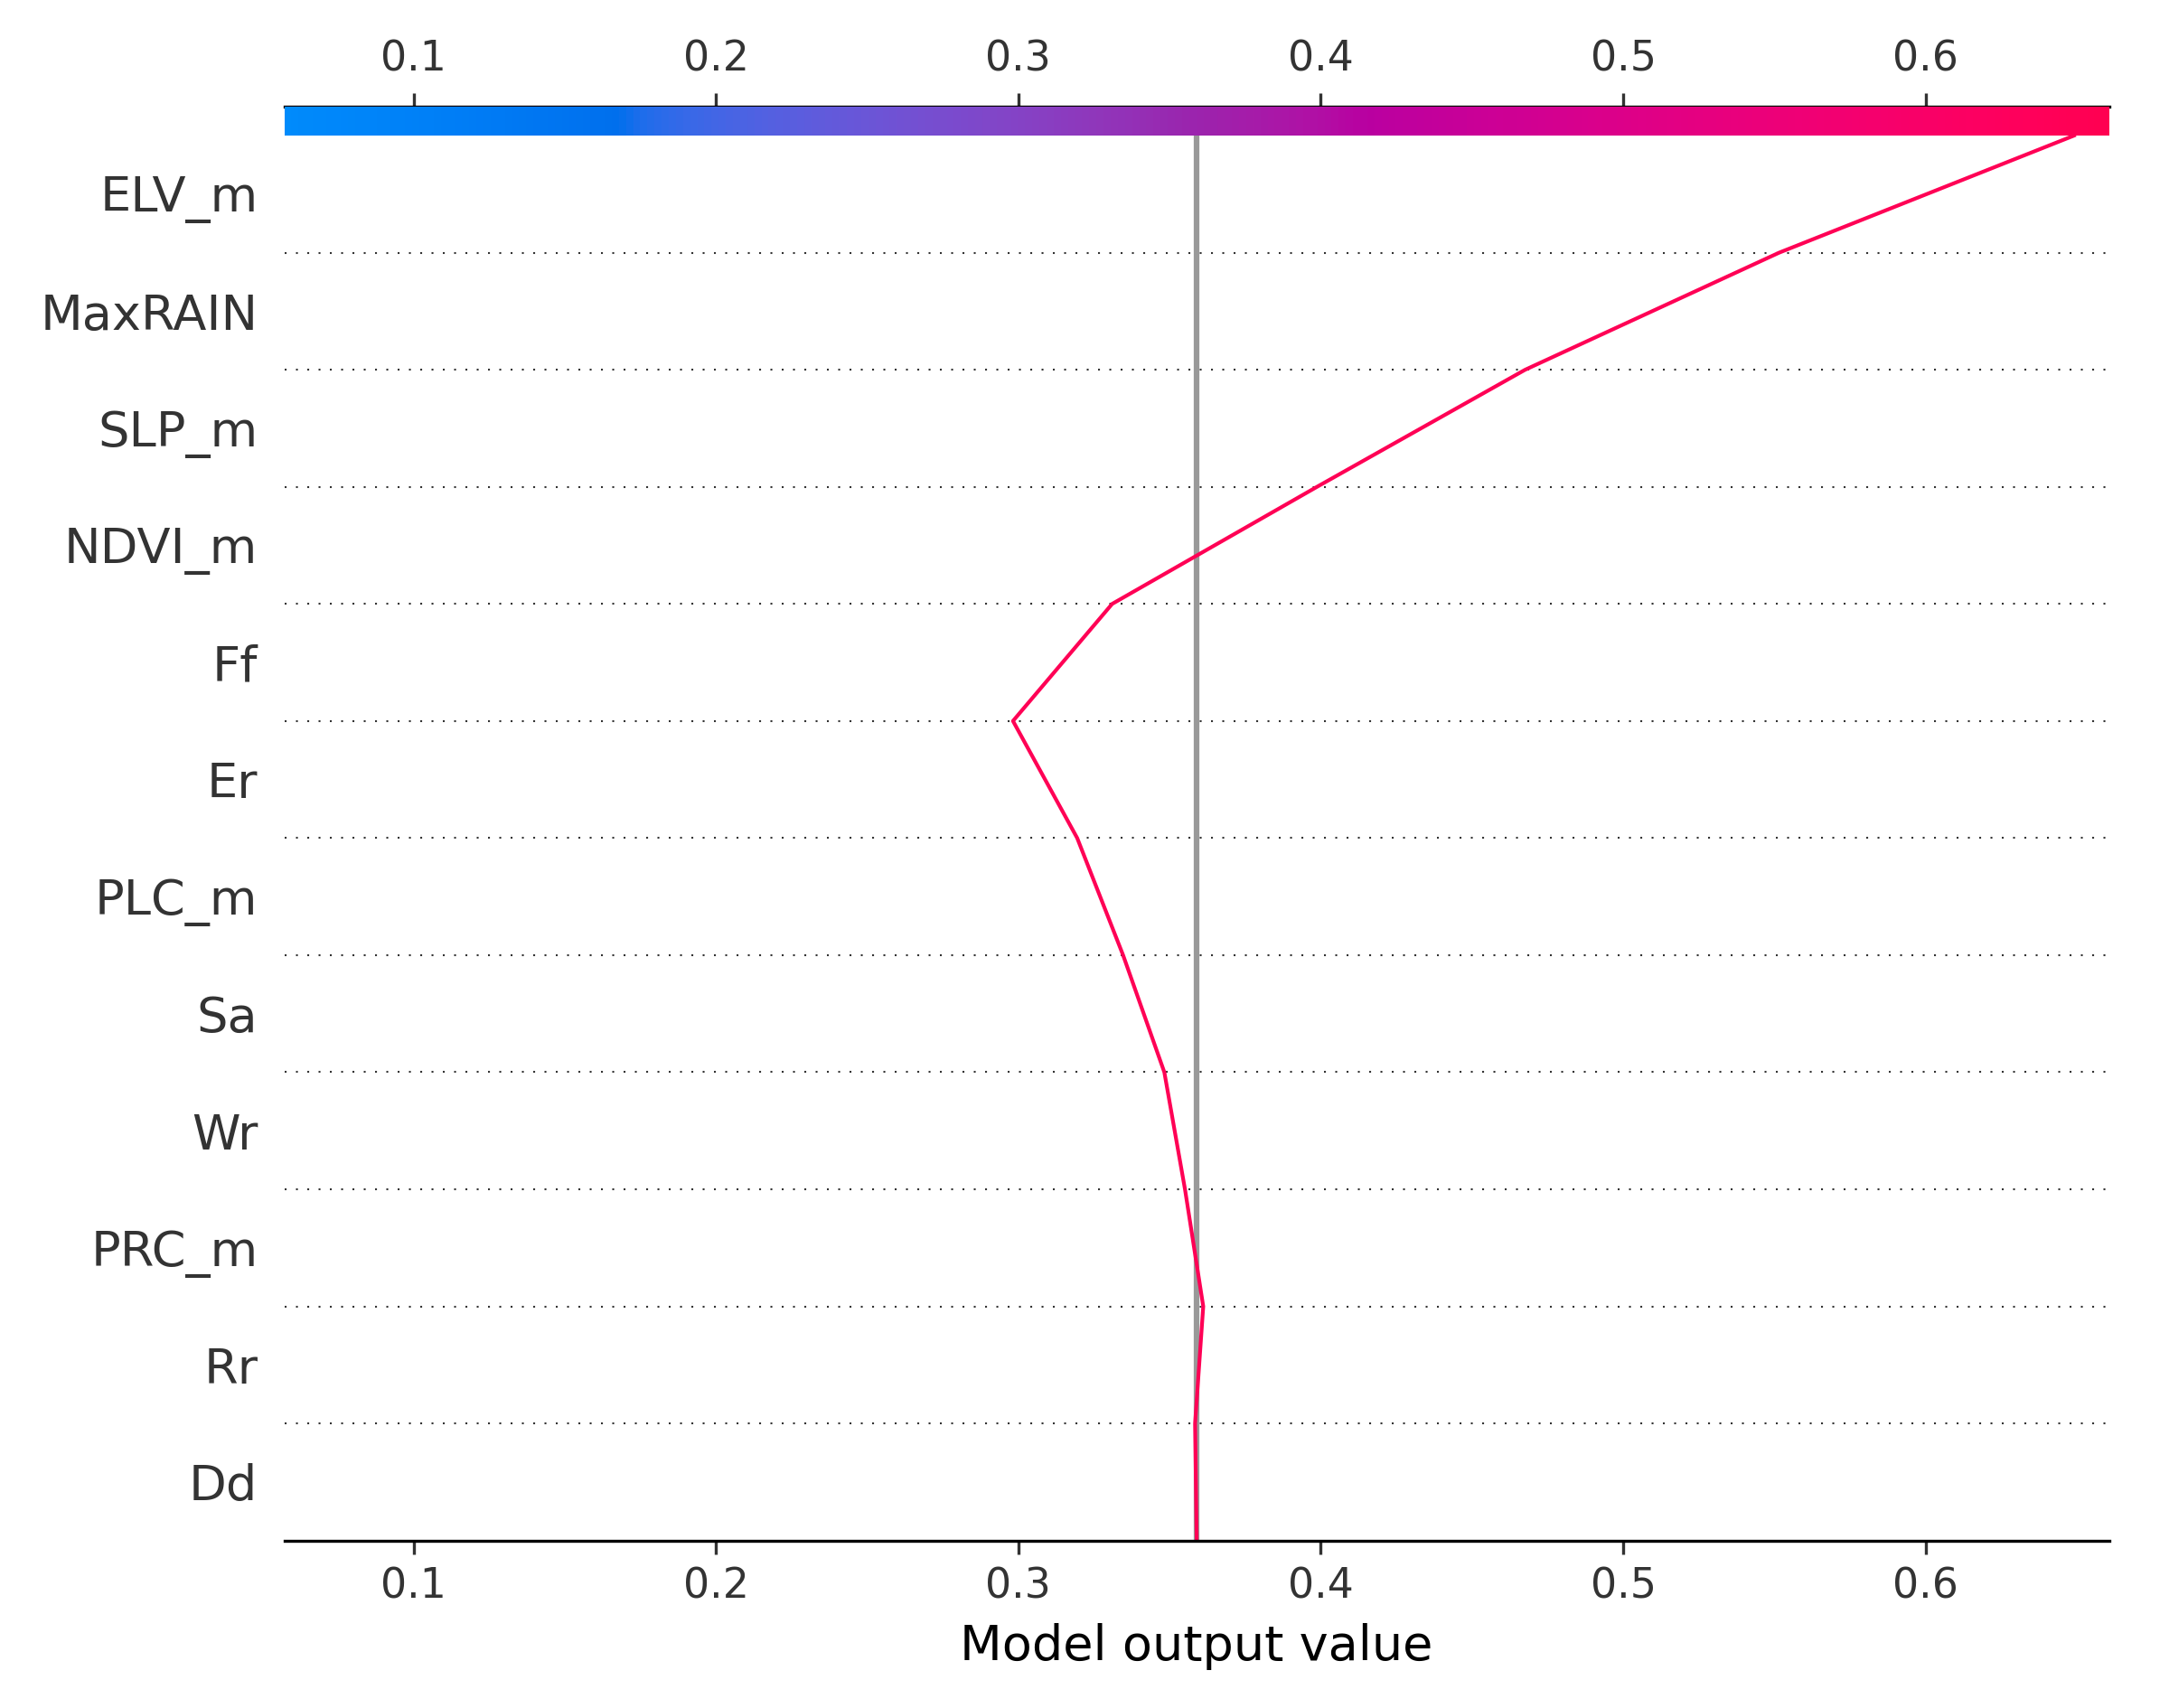 0.1 0.2 0.3 0.4 0.5 0.6
ELV_m
MaxRAIN
SLP_m
NDVI_m
Ff
Er
PLC_m
Sa
Wr
PRC_m
Rr
Dd
0.1 0.2 0.3 0.4 0.5 0.6
Model output value